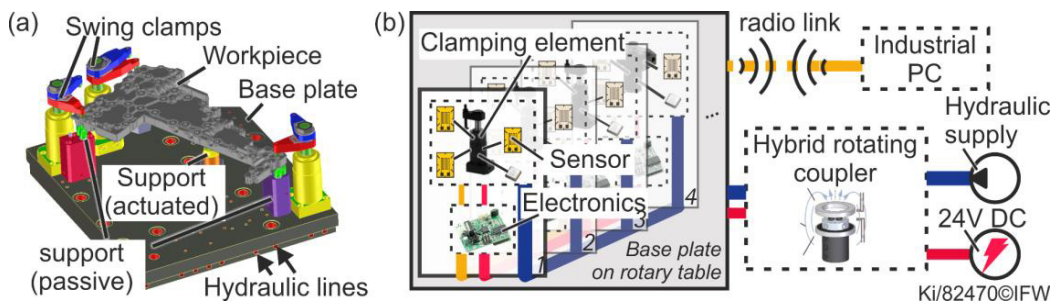 (a)
Swing clamps
Workpiece
Base plate
Support
(actuated)
support
(passive)
Hydraulic lines
(b)
Clamping element
Sensor
Electronics
1
2
3
4
...
Base plate
on rotary table
radio link
Industrial
PC
Hydraulic
supply
Hybrid rotating
coupler
24V DC
Ki/82470©IFW